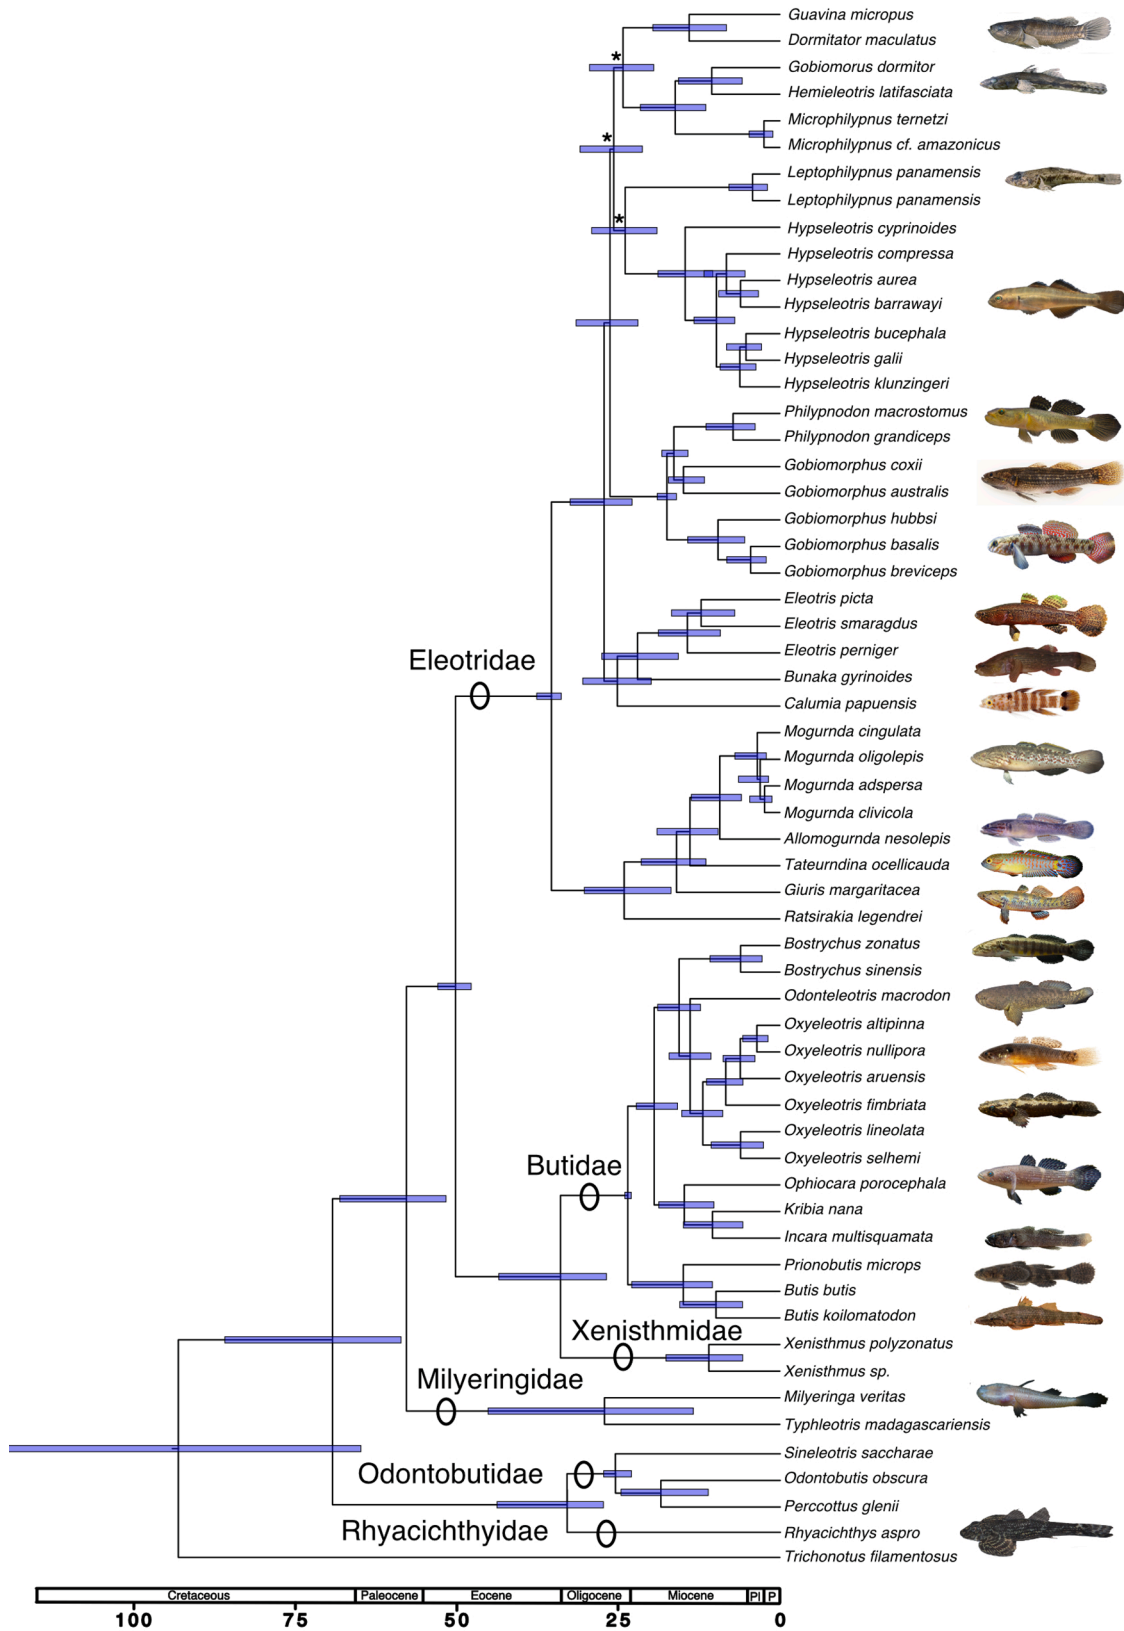 Guavina micropus
Dormitator maculatus
*
Gobiomorus dormitor
Hemieleotris latifasciata
Microphilypnus ternetzi
*
Microphilypnus cf. amazonicus
Leptophilypnus panamensis
Leptophilypnus panamensis
*
Hypseleotris cyprinoides
Hypseleotris compressa
Hypseleotris aurea
Hypseleotris barrawayi
Hypseleotris bucephala
Hypseleotris galii
Hypseleotris klunzingeri
Philypnodon macrostomus
Philypnodon grandiceps
Gobiomorphus coxii
Gobiomorphus australis
Gobiomorphus hubbsi
Gobiomorphus basalis
Gobiomorphus breviceps
Eleotris picta
Eleotris smaragdus
Eleotris perniger
Eleotridae
Bunaka gyrinoides
Calumia papuensis
Mogurnda cingulata
Mogurnda oligolepis
Mogurnda adspersa
Mogurnda clivicola
Allomogurnda nesolepis
Tateurndina ocellicauda
Giuris margaritacea
Ratsirakia legendrei
Bostrychus zonatus
Bostrychus sinensis
Odonteleotris macrodon
Oxyeleotris altipinna
Oxyeleotris nullipora
Oxyeleotris aruensis
Oxyeleotris fimbriata
Oxyeleotris lineolata
Oxyeleotris selhemi
Butidae
Ophiocara porocephala
Kribia nana
Incara multisquamata
Prionobutis microps
Butis butis
Butis koilomatodon
Xenisthmidae
Xenisthmus polyzonatus
Xenisthmus sp.
Milyeringidae
Milyeringa veritas
Typhleotris madagascariensis
Sineleotris saccharae
Odontobutidae
Odontobutis obscura
Perccottus glenii
Rhyacichthyidae
Rhyacichthys aspro
Trichonotus filamentosus
Cretaceous Paleocene Eocene Oligocene Miocene Pl P
100 75 50 25 0